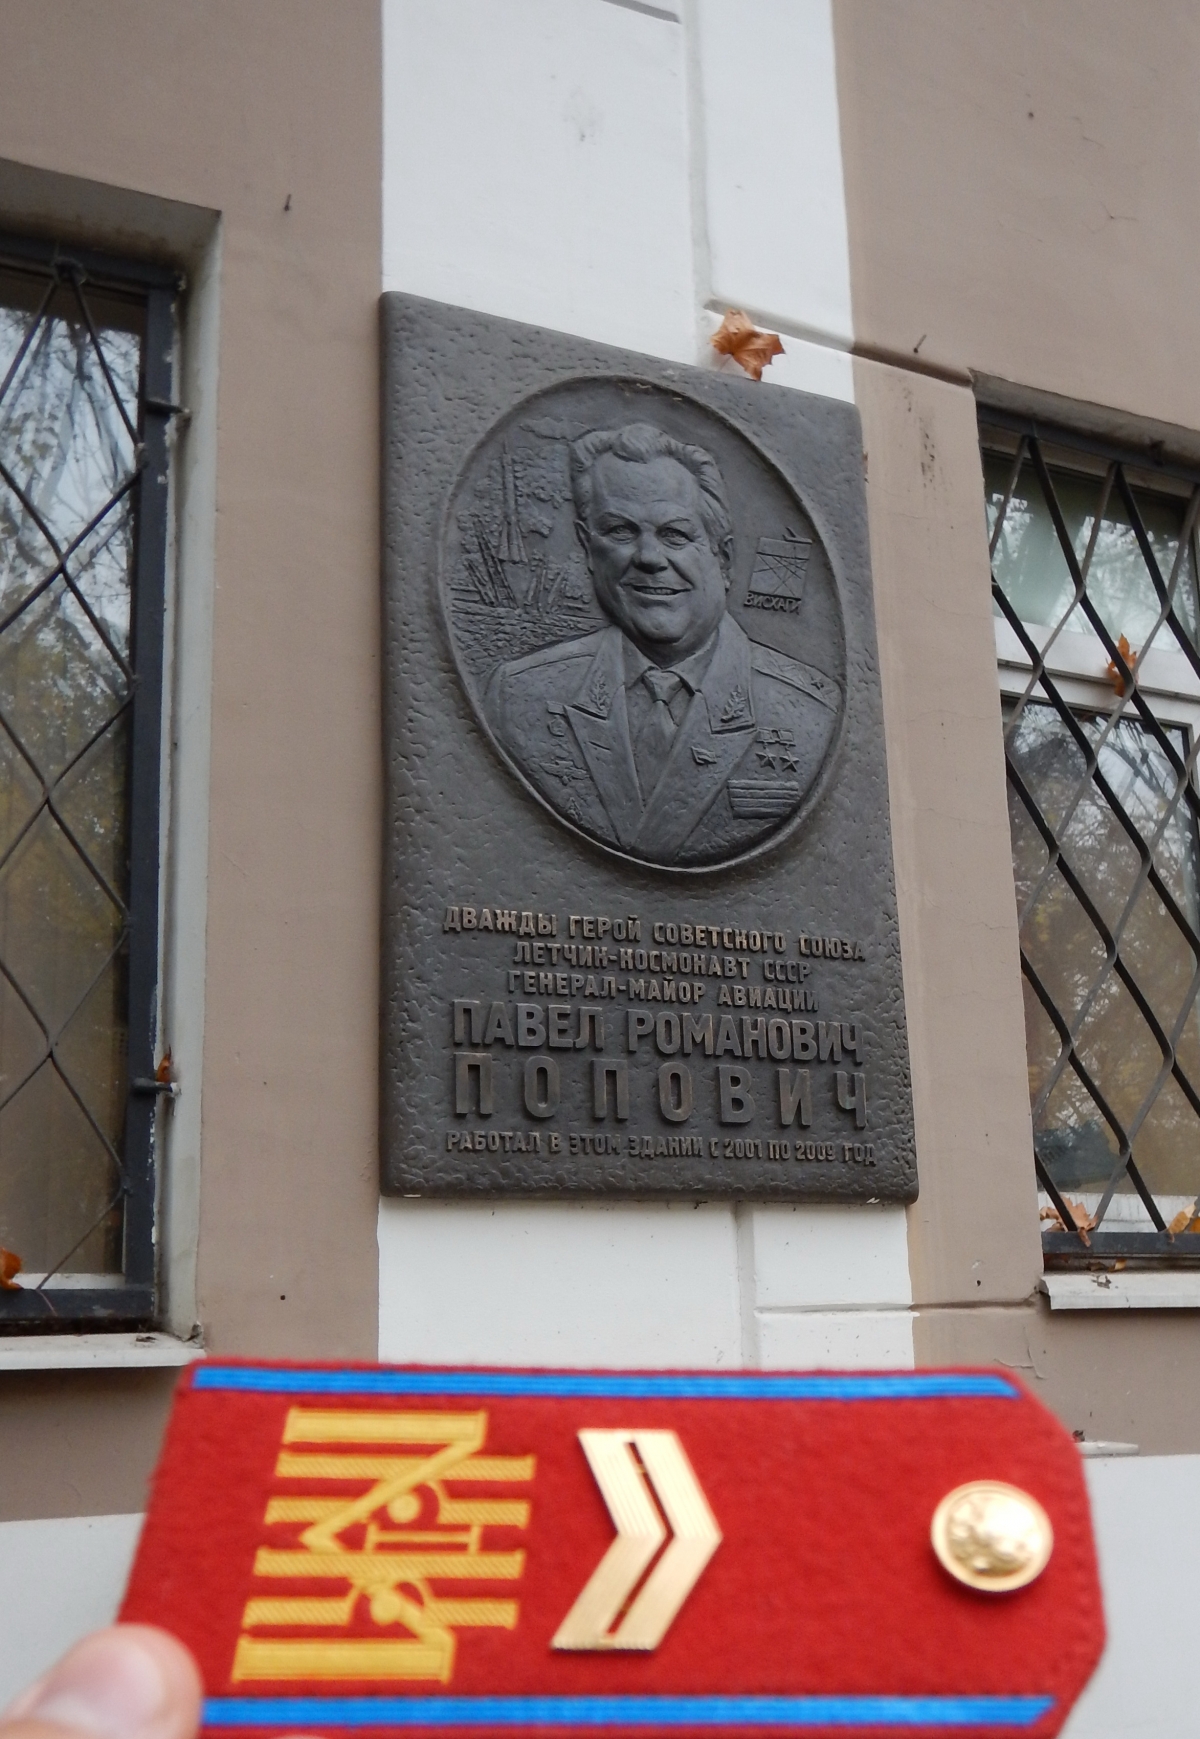 ВИСХАГИ
ДВАЖДЫ ГЕРОЙ СОВЕТСКОГО СОЮЗА
ЛЕТЧИК-КОСМОНАВТ СССР
ГЕНЕРАЛ-МАЙОР АВИАЦИИ
ПАВЕЛ РОМАНОВИЧ
ПОПОВИЧ
РАБОТАЛ В ЭТОМ ЗДАНИИ С 2001 ПО 2009 ГОД